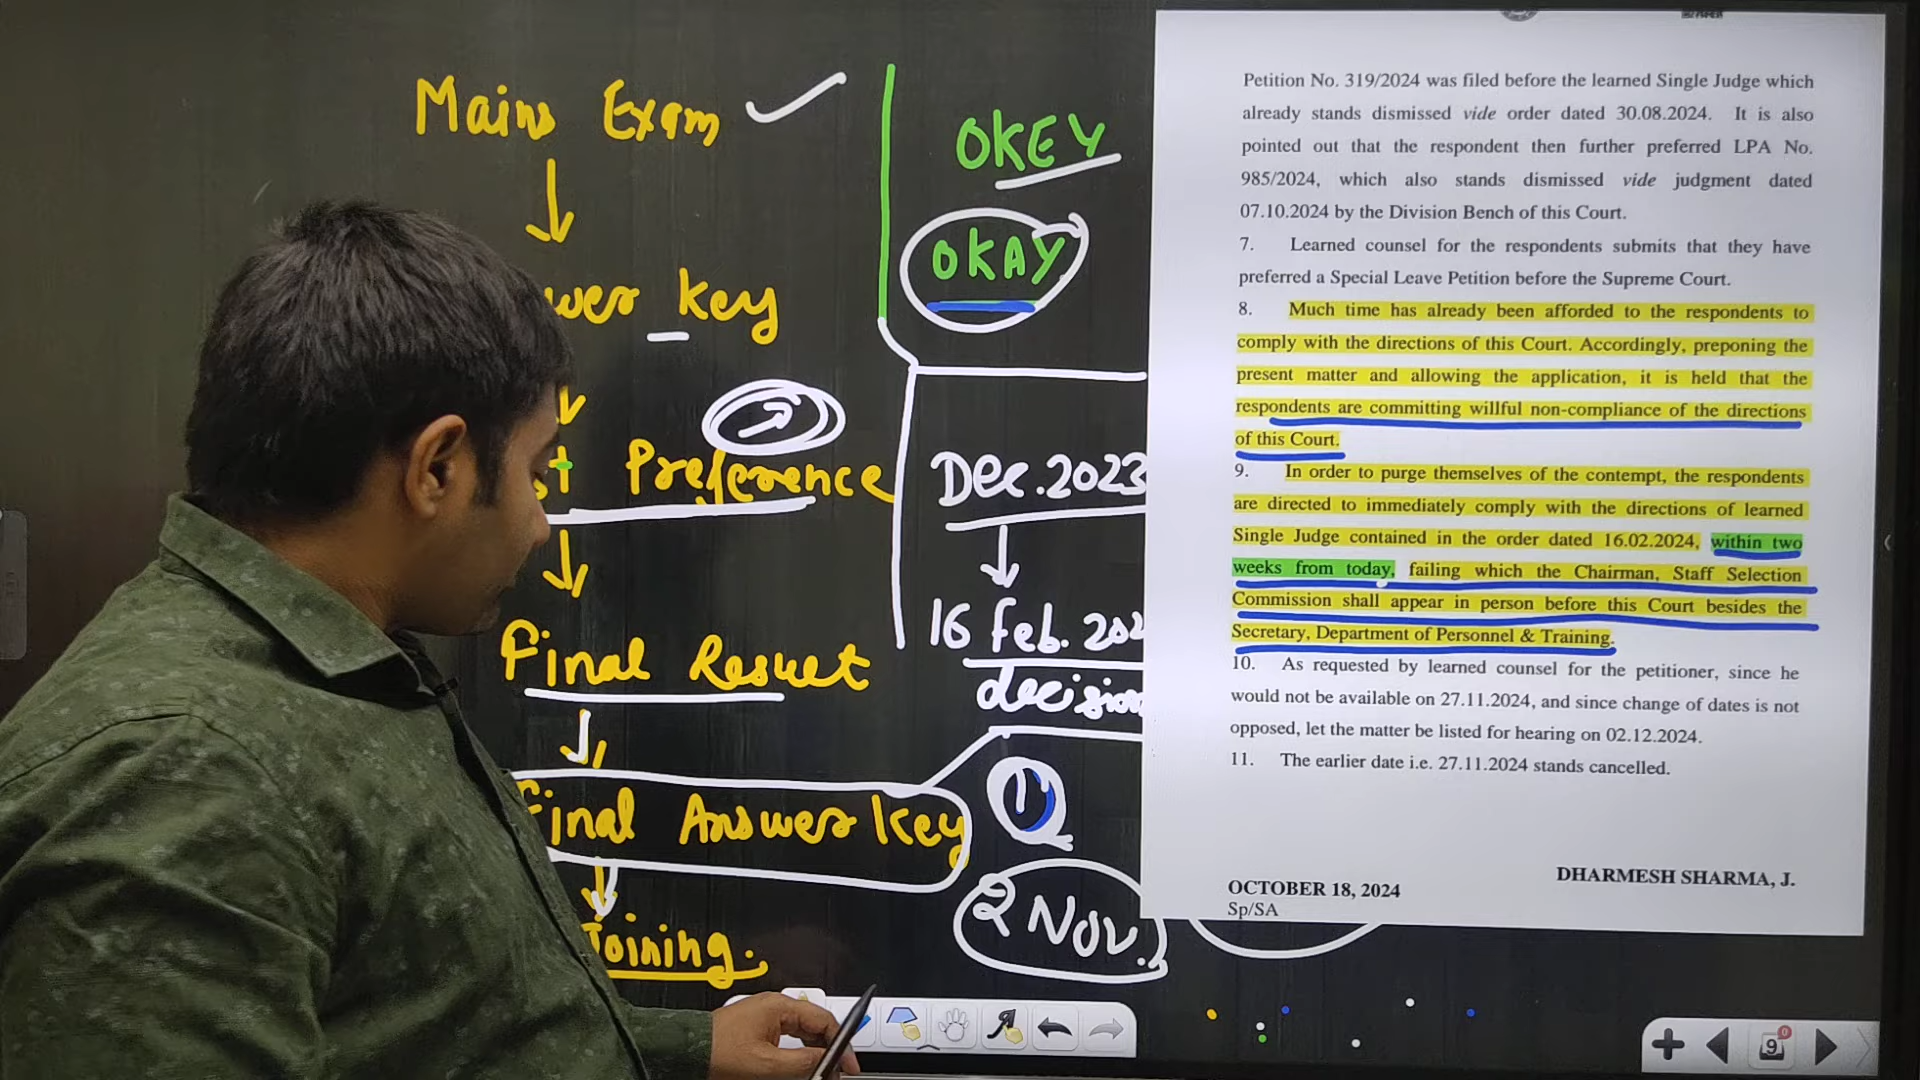 Mains Exam
wer key
Preference
Final Result
Final Answer key
Joining.
OKEY
OKAY
Dec.2023
16 Feb. 202
decision
2 Nov.
Petition No. 319/2024 was filed before the learned Single Judge which
already stands dismissed vide order dated 30.08.2024. It is also
pointed out that the respondent then further preferred LPA No.
985/2024, which also stands dismissed vide judgment dated
07.10.2024 by the Division Bench of this Court.
7. Learned counsel for the respondents submits that they have
preferred a Special Leave Petition before the Supreme Court.
8. Much time has already been afforded to the respondents to
comply with the directions of this Court. Accordingly, preponing the
present matter and allowing the application, it is held that the
respondents are committing willful non-compliance of the directions
of this Court.
9. In order to purge themselves of the contempt, the respondents
are directed to immediately comply with the directions of learned
Single Judge contained in the order dated 16.02.2024, within two
weeks from today, failing which the Chairman, Staff Selection
Commission shall appear in person before this Court besides the
Secretary, Department of Personnel & Training.
10. As requested by learned counsel for the petitioner, since he
would not be available on 27.11.2024, and since change of dates is not
opposed, let the matter be listed for hearing on 02.12.2024.
11. The earlier date i.e. 27.11.2024 stands cancelled.
DHARMESH SHARMA, J.
OCTOBER 18, 2024
Sp/SA
9
0